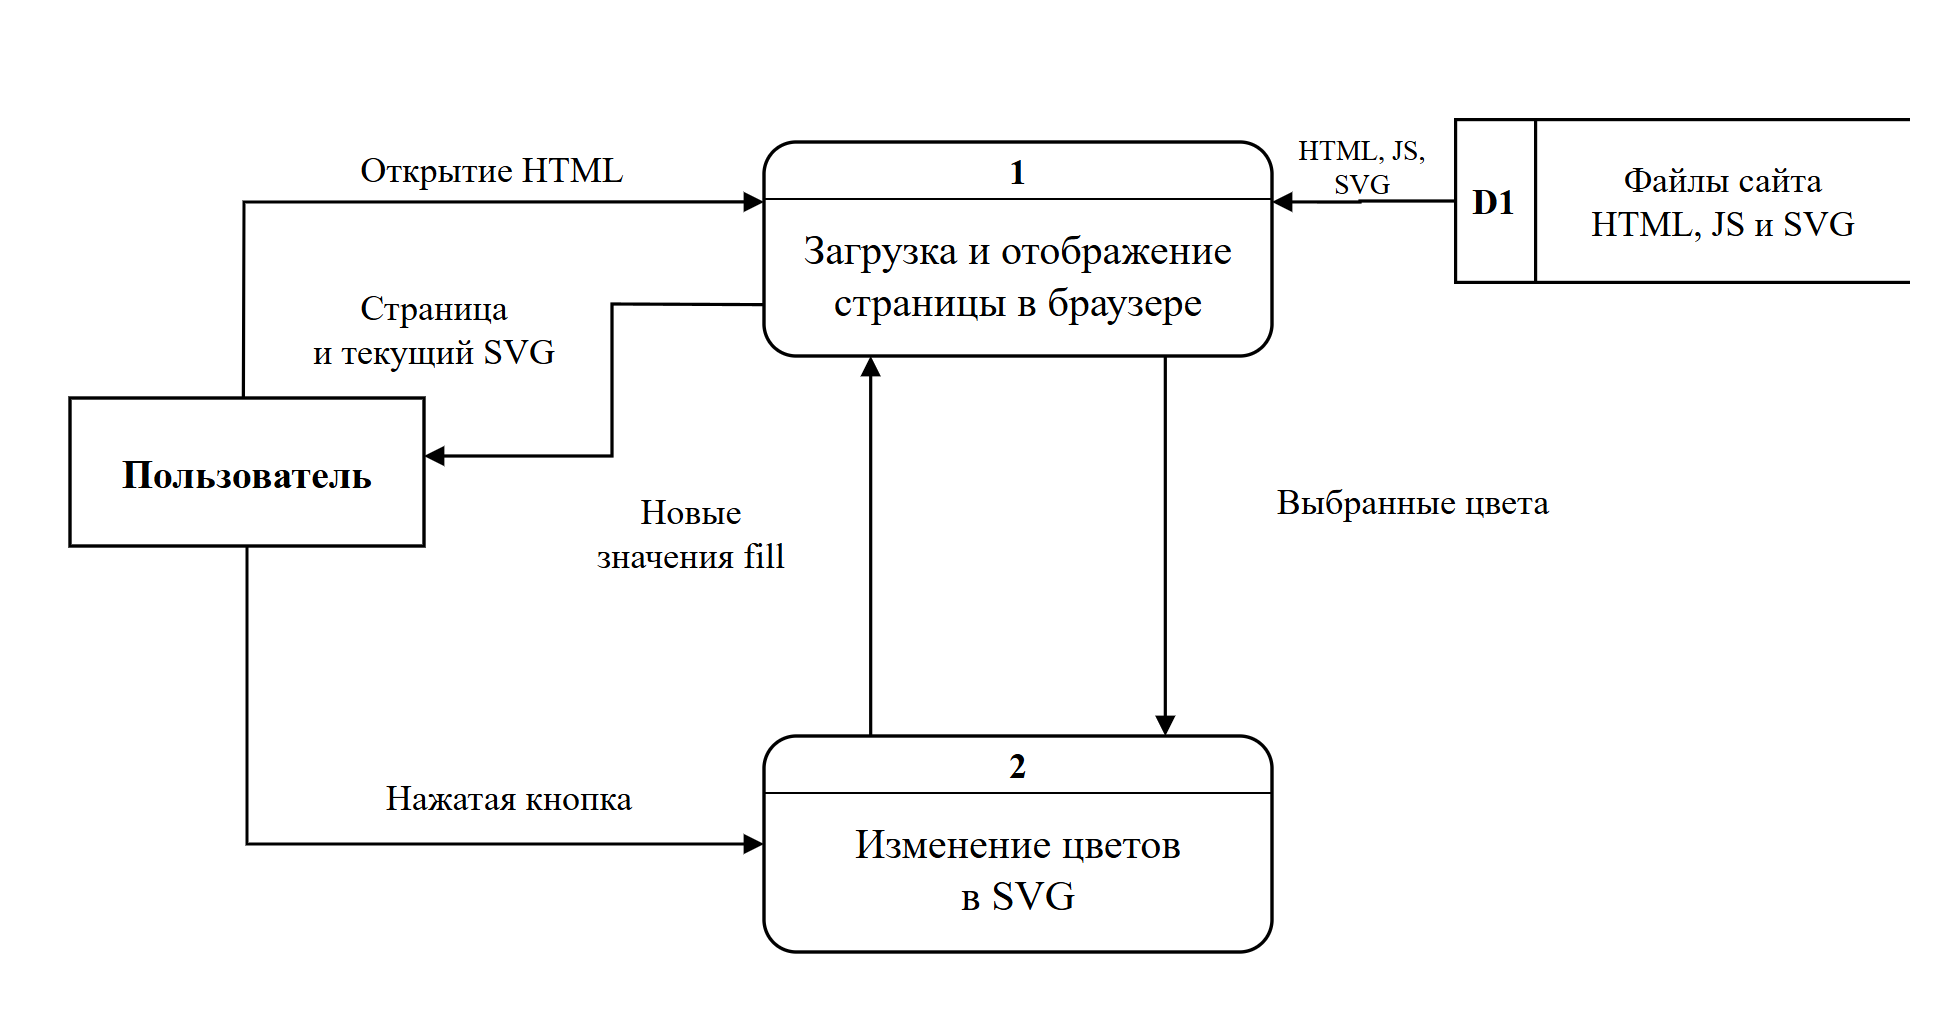 Открытие HTML
1
Загрузка и отображение
страницы в браузере
HTML, JS,
SVG
D1
Файлы сайта
HTML, JS и SVG
Страница
и текущий SVG
Пользователь
Новые
значения fill
Выбранные цвета
Нажатая кнопка
2
Изменение цветов
в SVG